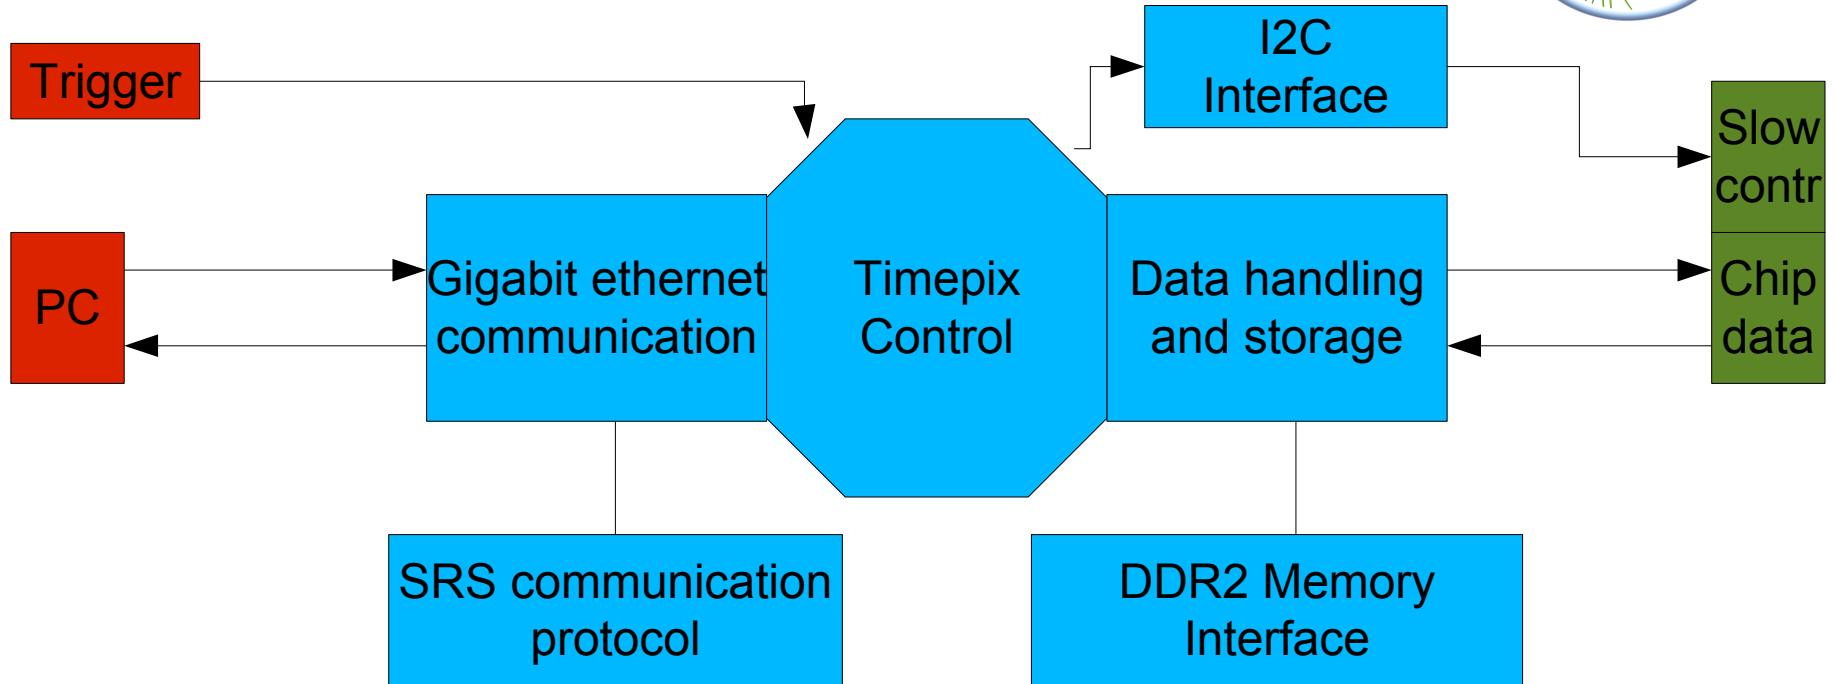 Trigger
I2C
Interface
Slow
contr
PC
Gigabit ethernet
communication
Timepix
Control
Data handling
and storage
Chip
data
SRS communication
protocol
DDR2 Memory
Interface